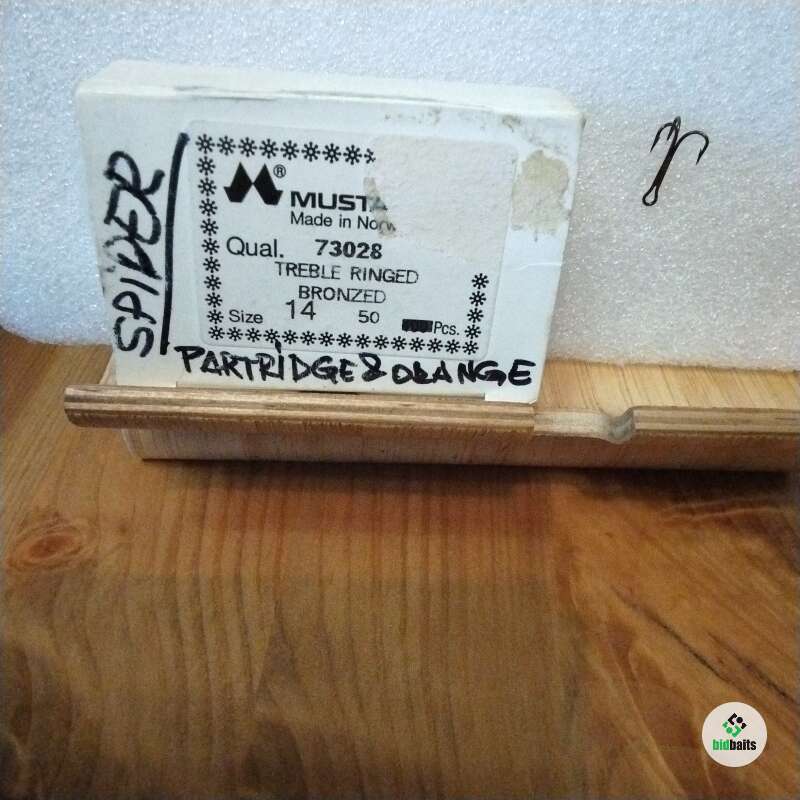 SPIDER
®
MUSTA
Made in Norw
Qual. 73028
TREBLE RINGED
BRONZED
Size 14 50 Pcs.
PARTRIDGE & ORANGE
bidbaits